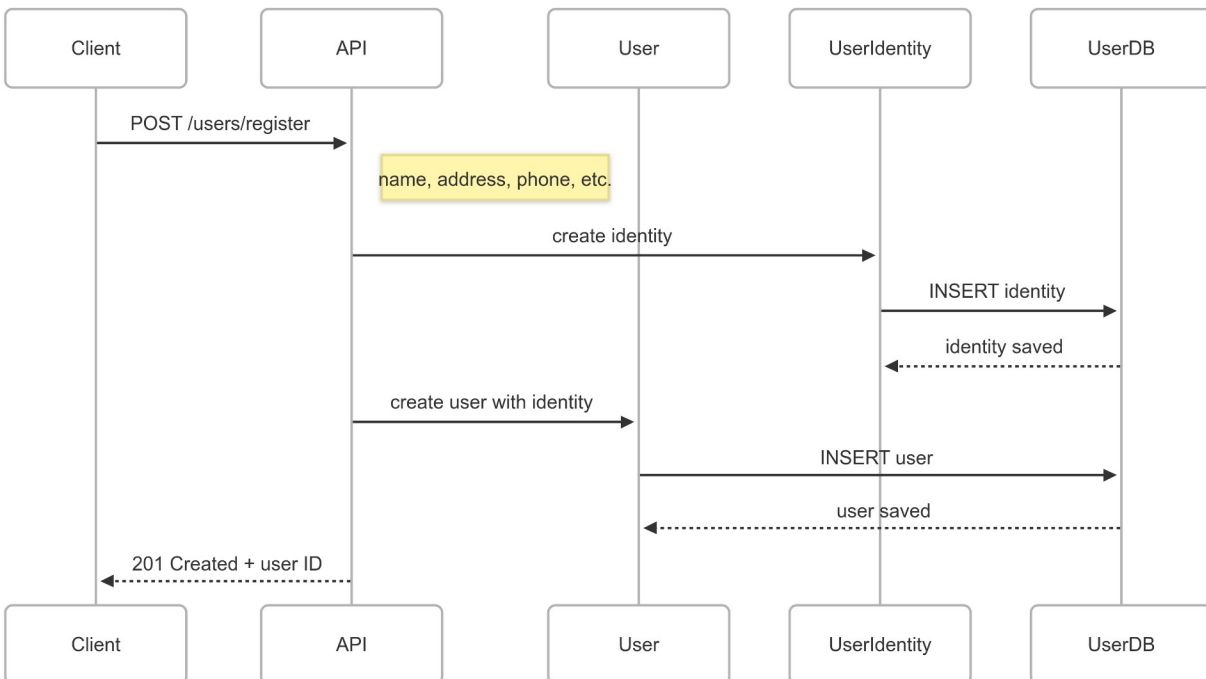 Client
API
User
UserIdentity
UserDB
POST /users/register
name, address, phone, etc.
create identity
INSERT identity
identity saved
create user with identity
INSERT user
user saved
201 Created + user ID
Client
API
User
UserIdentity
UserDB